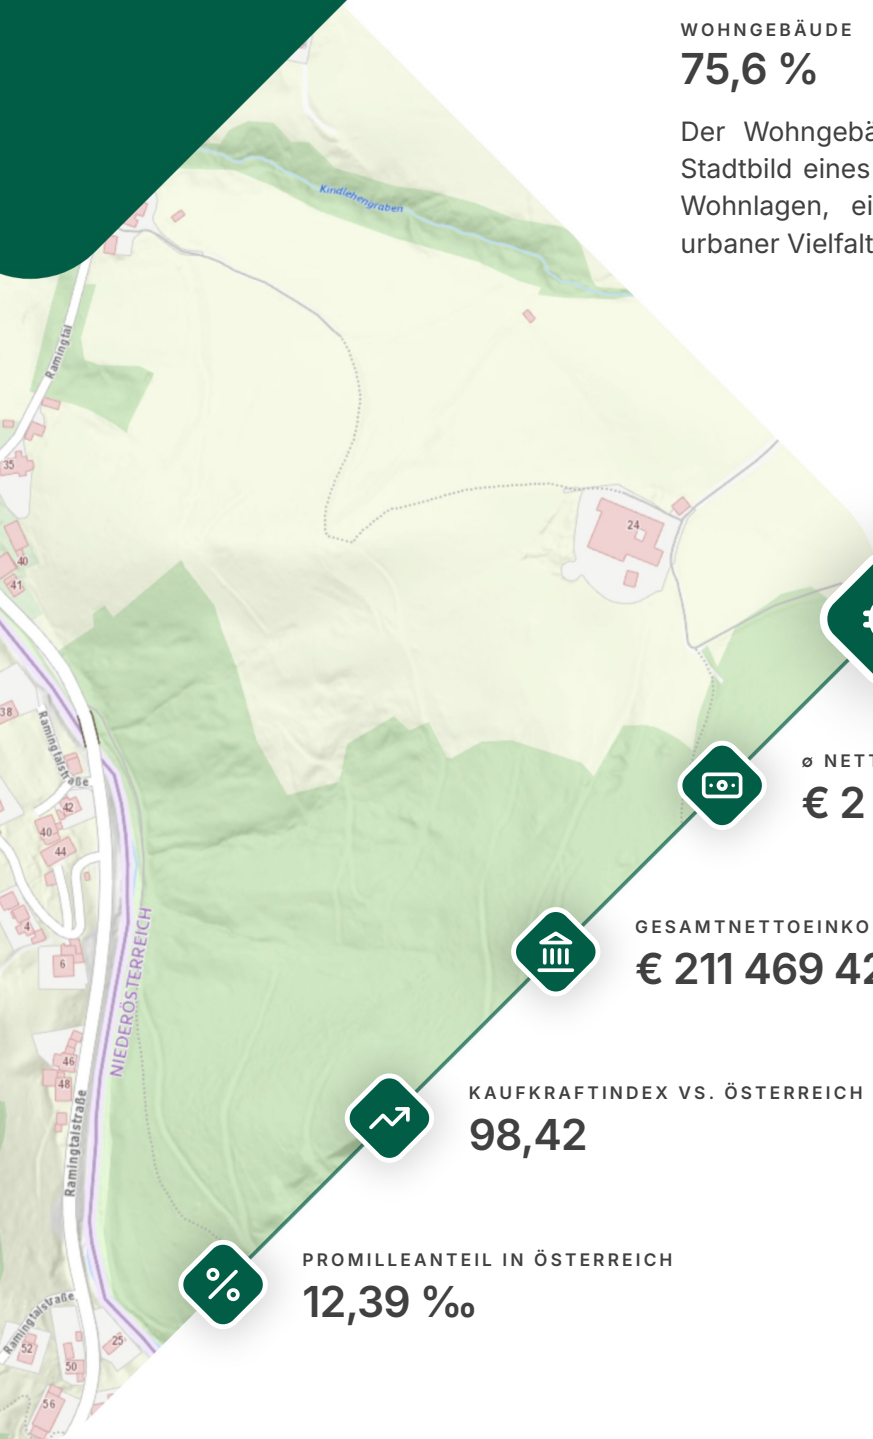 WOHNGEBÄUDE
75,6 %
Der Wohngebä
Stadtbild eines
Wohnlagen, ei
urbaner Vielfalt
Kindlehengraben
Ramingtal
35
24
40
41
38
Ramingtalstraße
42
40
44
4
6
NIEDERÖSTERREICH
46
48
Ramingtalstraße
ø NETT
€ 2
GESAMTNETTOEINKO
€ 211 469 42
KAUFKRAFTINDEX VS. ÖSTERREICH
98,42
PROMILLEANTEIL IN ÖSTERREICH
12,39 ‰
Ramingtalstraße
52
50
25
56